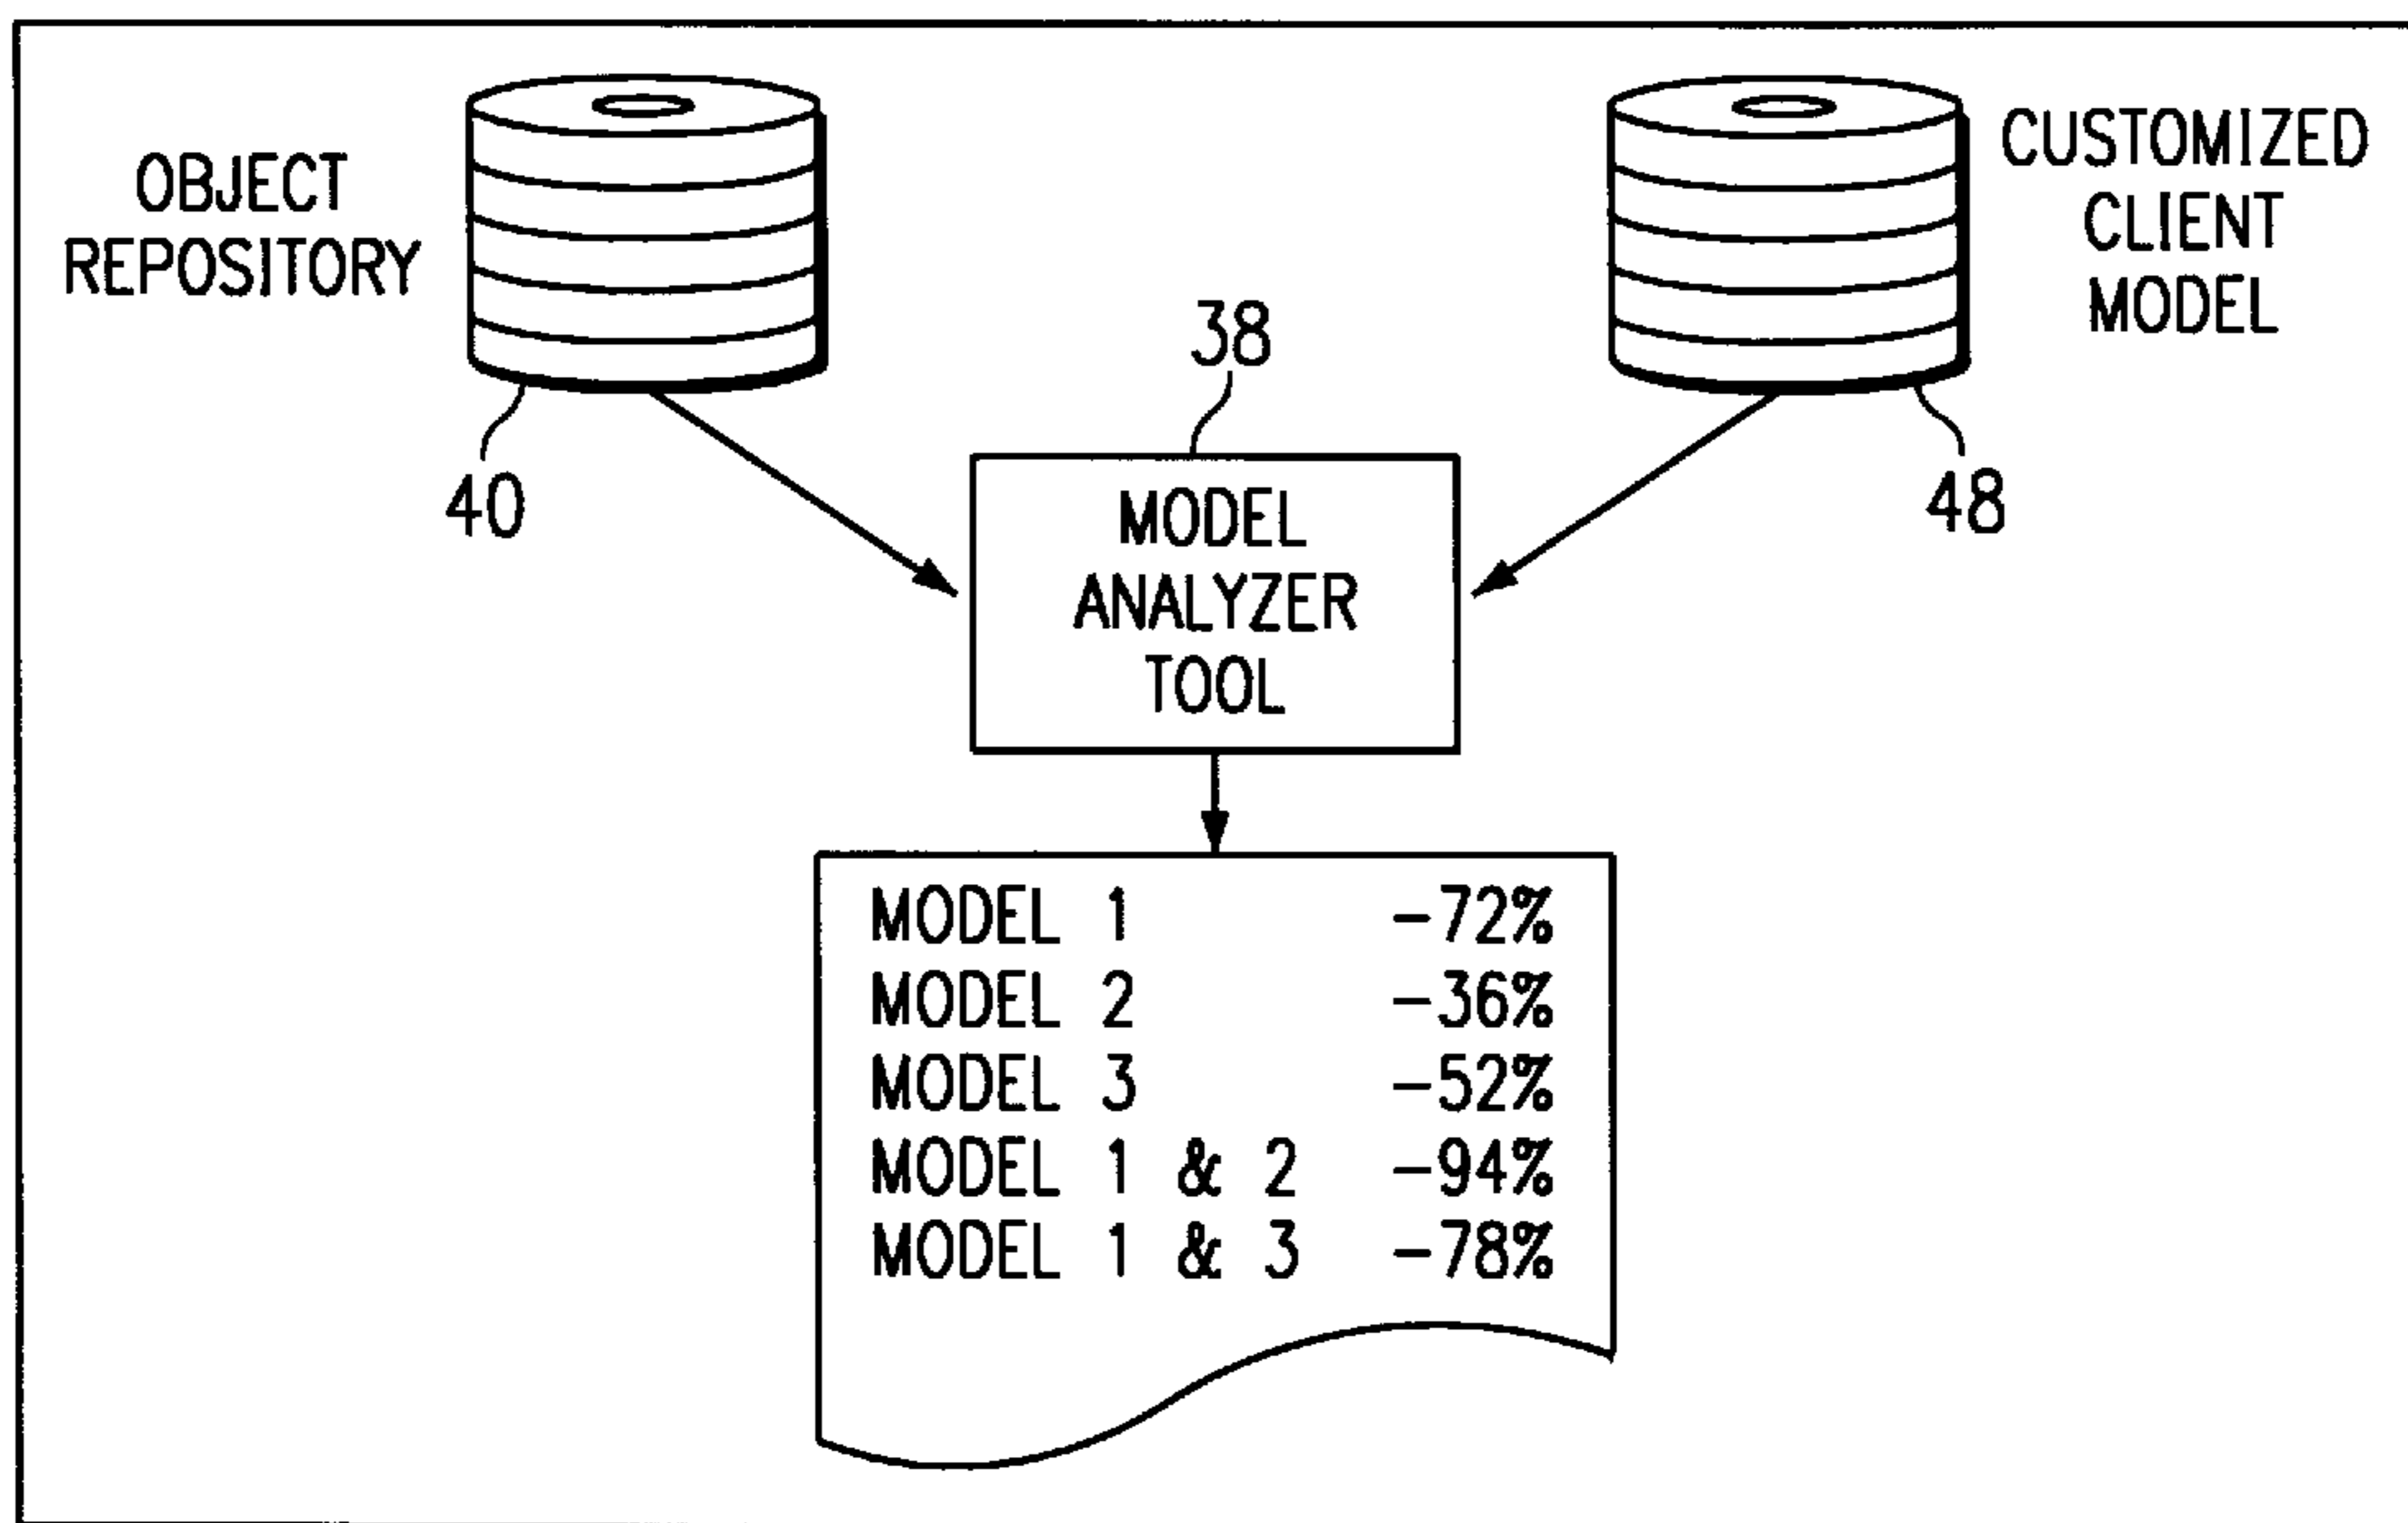 OBJECT
REPOSITORY
40
CUSTOMIZED
CLIENT
MODEL
48
38
MODEL
ANALYZER
TOOL
MODEL 1 -72%
MODEL 2 -36%
MODEL 3 -52%
MODEL 1 & 2 -94%
MODEL 1 & 3 -78%